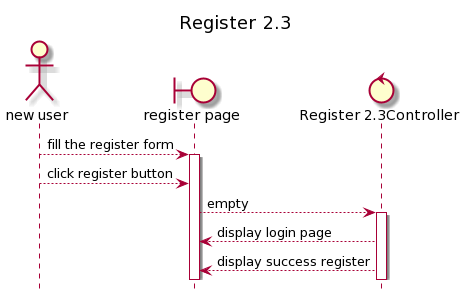 Register 2.3
new user
register page
Register 2.3Controller
fill the register form
click register button
empty
display login page
display success register